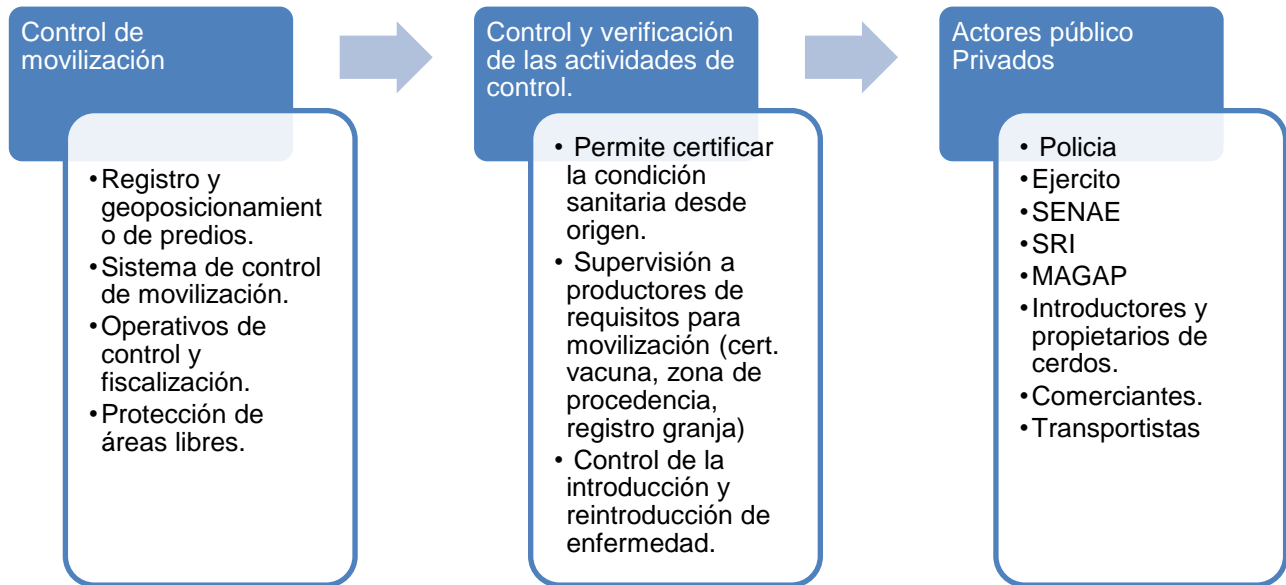 Control de
movilización
•Registro y
geoposicionamient
o de predios.
•Sistema de control
de movilización.
•Operativos de
control y
fiscalización.
•Protección de
áreas libres.
Control y verificación
de las actividades de
control.
• Permite certificar
la condición
sanitaria desde
origen.
• Supervisión a
productores de
requisitos para
movilización (cert.
vacuna, zona de
procedencia,
registro granja)
• Control de la
introducción y
reintroducción de
enfermedad.
Actores público
Privados
• Policia
•Ejercito
•SENAE
•SRI
•MAGAP
•Introductores y
propietarios de
cerdos.
•Comerciantes.
•Transportistas